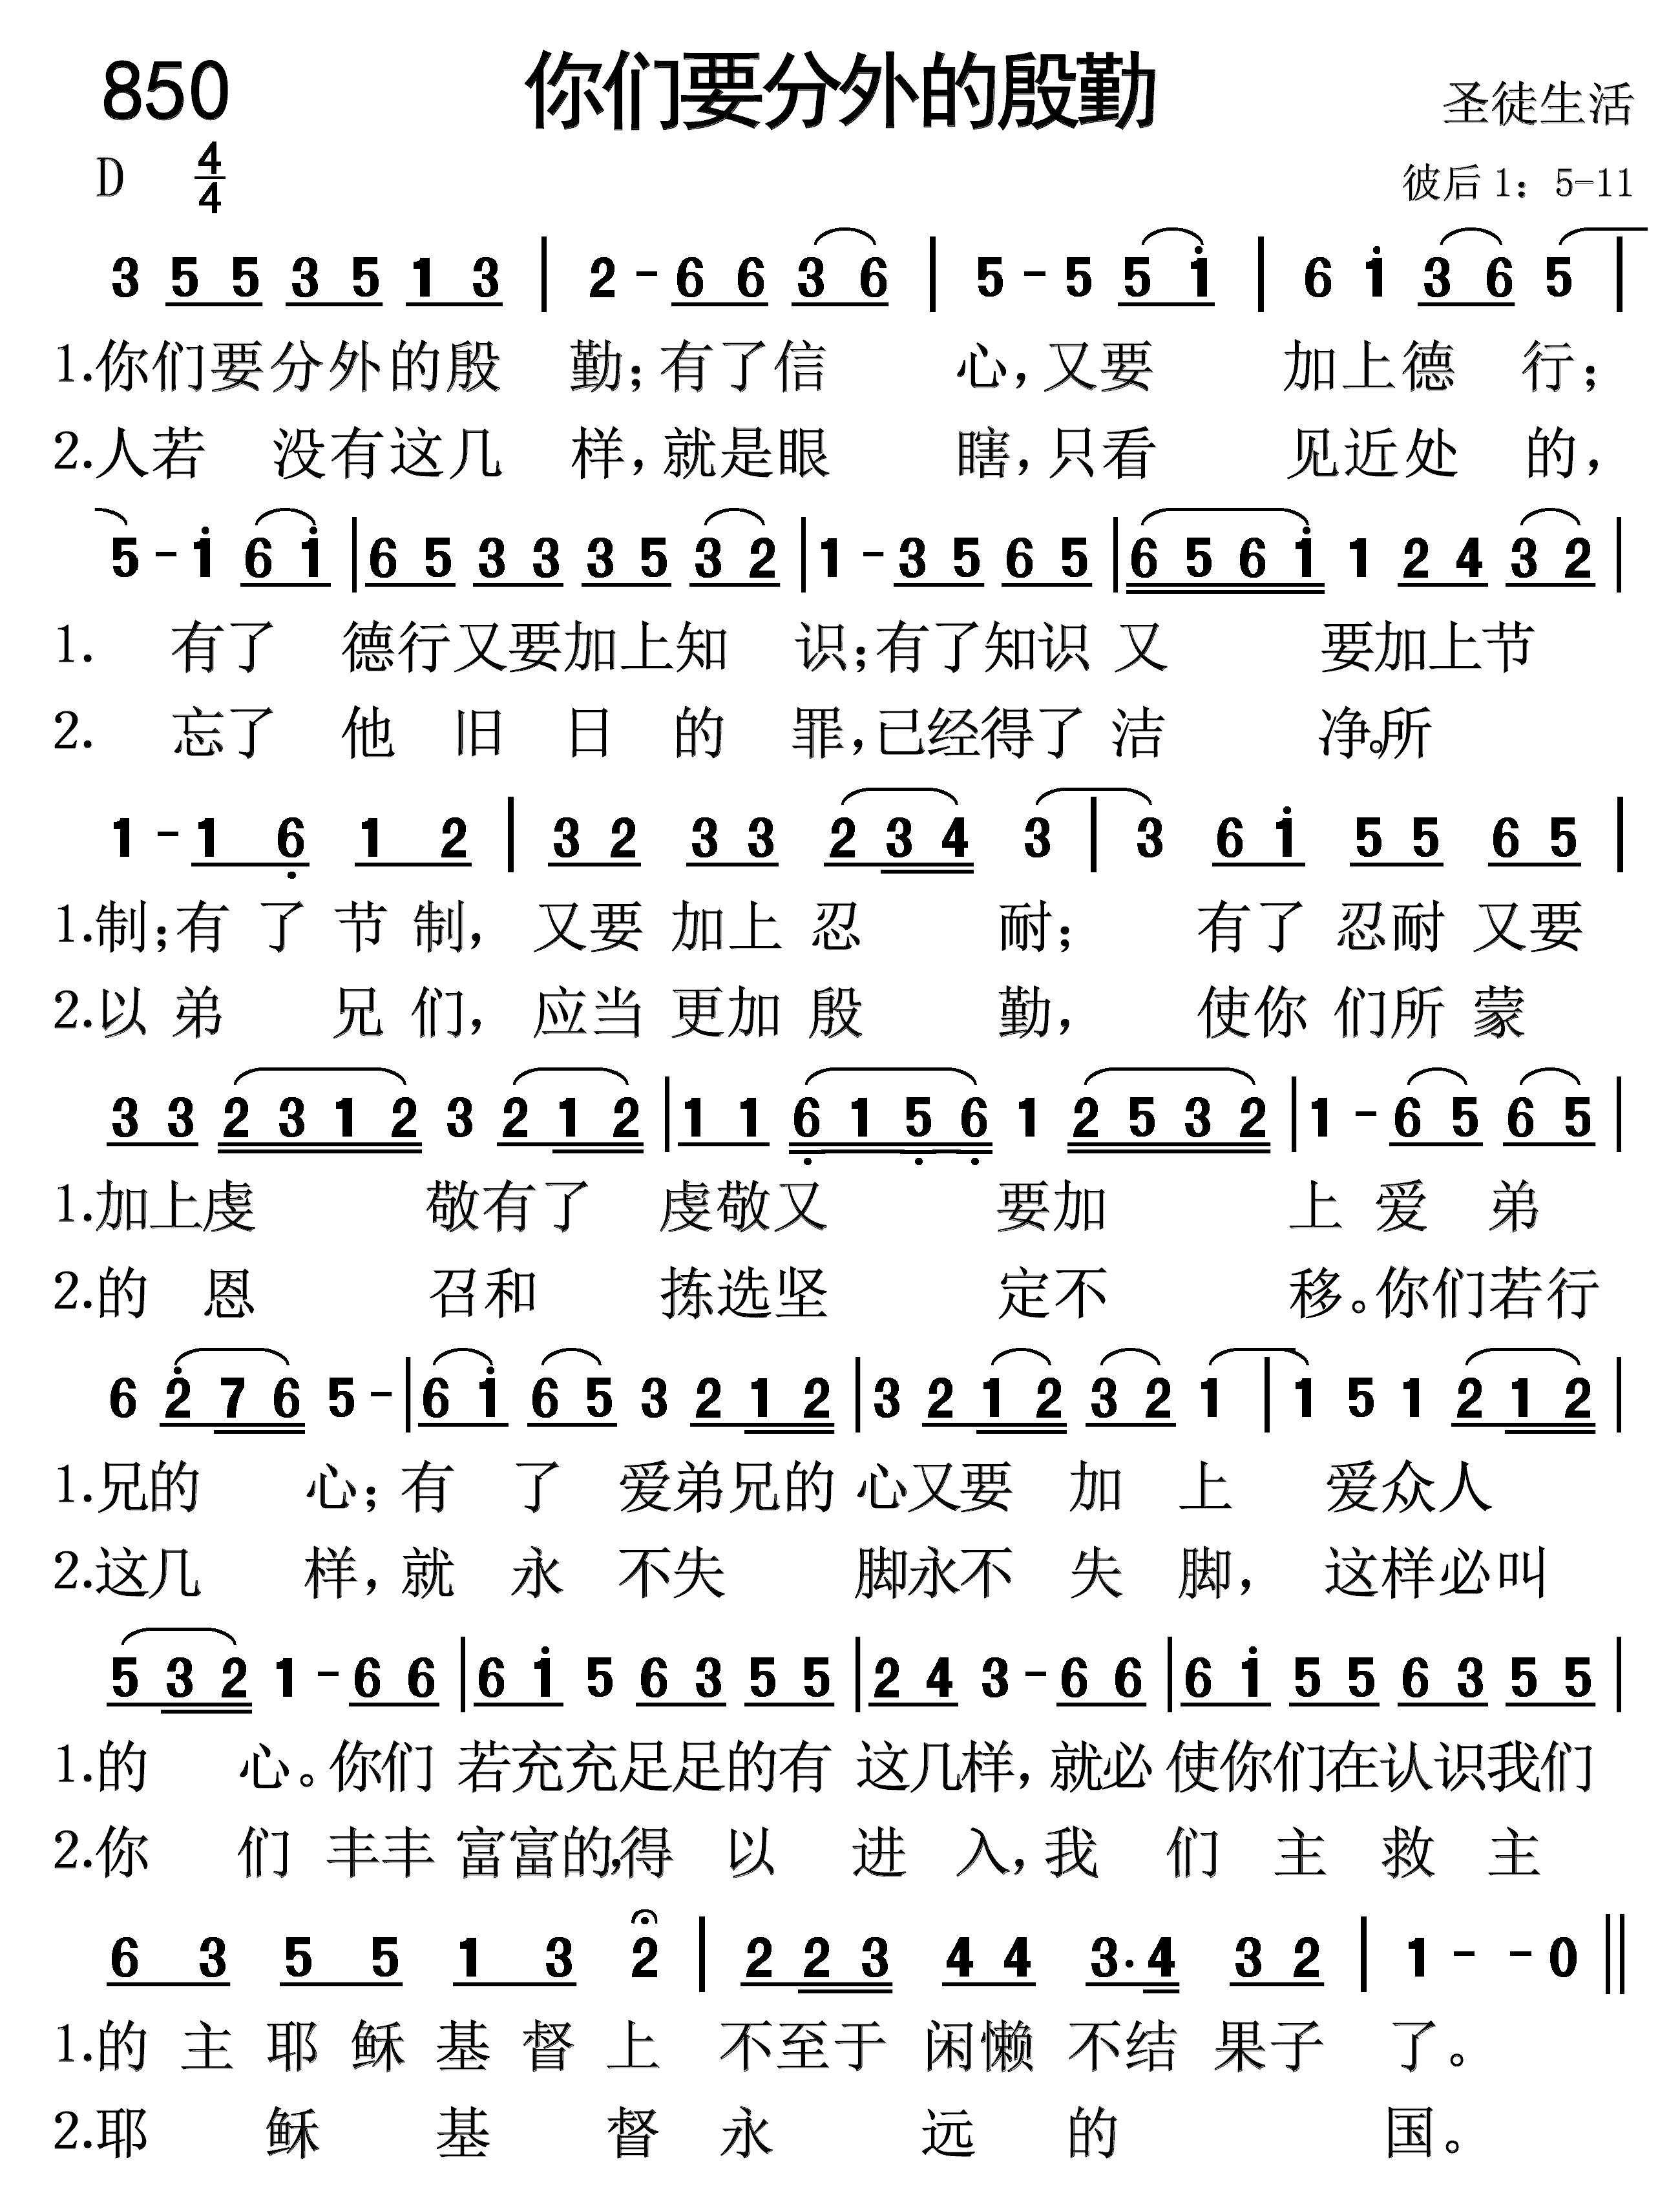 850 你们要分外的殷勤 圣徒生活
D 4/4 彼后1：5-11
3 5 5 3 5 1 3 | 2 - 6 6 3 6 | 5 - 5 5 i | 6 i 3 6 5 |
1.你们要分外的殷 勤；有了信 心，又要 加上德 行；
2.人若 没有这几 样，就是眼 瞎，只看 见近处 的，
5 - i 6 i | 6 5 3 3 3 5 3 2 | 1 - 3 5 6 5 | 6 5 6 i 1 2 4 3 2 |
1. 有了 德行又要加上知 识；有了知识 又 要加上节
2. 忘了 他 旧 日 的 罪，已经得了 洁 净。所
1 - 1 6 1 2 | 3 2 3 3 2 3 4 3 | 3 6 i 5 5 6 5 |
1.制；有 了 节 制， 又要 加上 忍 耐； 有了 忍耐 又要
2.以 弟 兄 们， 应当 更加 殷 勤， 使你 们所 蒙
3 3 2 3 1 2 3 2 1 2 | 1 1 6 1 5 6 1 2 5 3 2 | 1 - 6 5 6 5 |
1.加上虔 敬有了 虔敬又 要加 上 爱 弟
2.的 恩 召和 拣选坚 定不 移。你们若行
6 2 7 6 5 - | 6 i 6 5 3 2 1 2 | 3 2 1 2 3 2 1 | 1 5 1 2 1 2 |
1.兄的 心；有 了 爱弟兄的 心又要 加 上 爱众人
2.这几 样，就 永 不失 脚永不 失 脚， 这样必叫
5 3 2 1 - 6 6 | 6 i 5 6 3 5 5 | 2 4 3 - 6 6 | 6 i 5 5 6 3 5 5 |
1.的 心。你们 若充充足足的有 这几样，就必 使你们在认识我们
2.你 们 丰丰 富富的，得 以 进 入，我 们 主 救 主
6 3 5 5 1 3 2 | 2 2 3 4 4 3. 4 3 2 | 1 - - 0 ||
1.的 主 耶 稣 基 督 上 不至于 闲懒 不结 果子 了。
2.耶 稣 基 督 永 远 的 国。